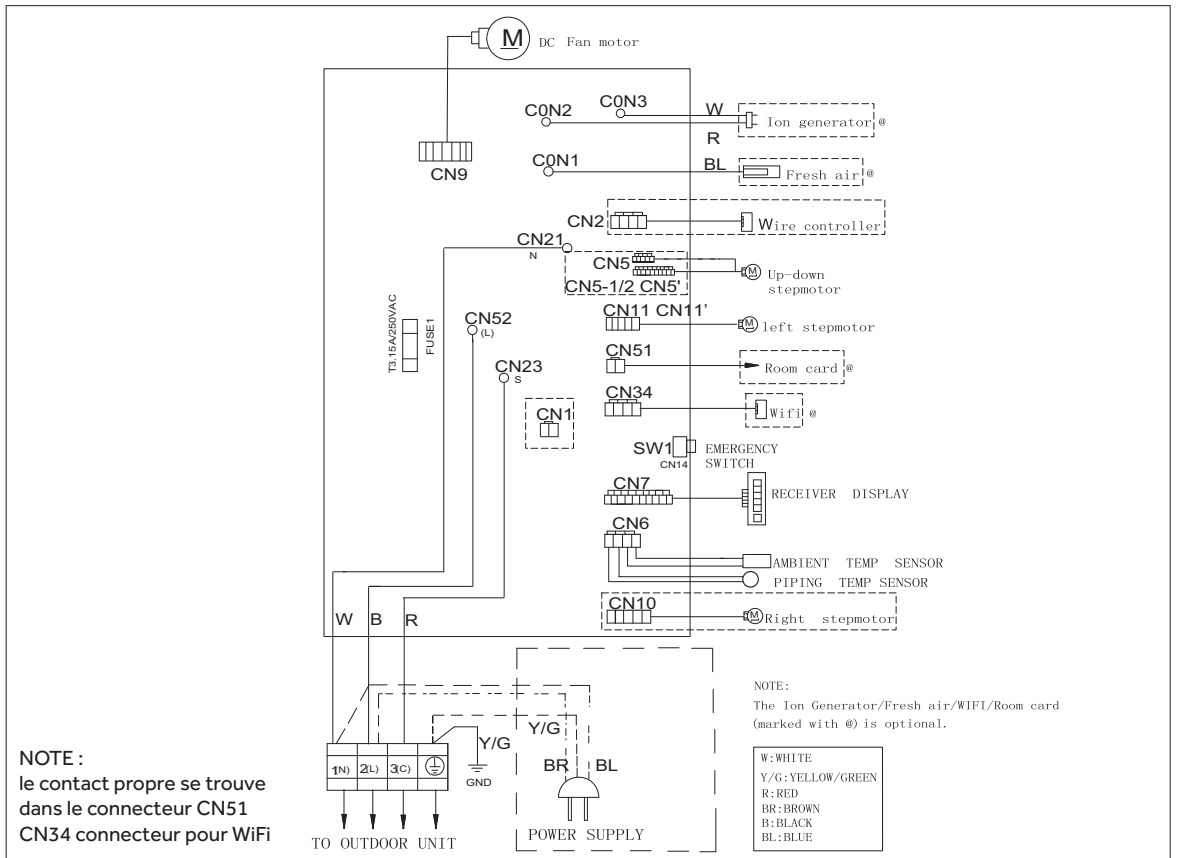 M DC Fan motor
C0N2 C0N3 W Ion generator @
R
CN9
C0N1 BL Fresh air @
CN2 Wire controller
CN21
N
CN5 M Up-down
stepmotor
CN5-1/2 CN5'
CN11 CN11’ M left stepmotor
T3.15A/250VAC
FUSE1
CN52
(L)
CN51 Room card @
CN23
S
CN34 Wifi @
CN1
SW1 EMERGENCY
CN14 SWITCH
CN7 RECEIVER DISPLAY
CN6
AMBIENT TEMP SENSOR
PIPING TEMP SENSOR
CN10 M Right stepmotor
W B R
Y/G Y/G
BR BL
1(N) 2(L) 3(C)
GND
TO OUTDOOR UNIT
POWER SUPPLY
NOTE :
le contact propre se trouve
dans le connecteur CN51
CN34 connecteur pour WiFi
NOTE:
The Ion Generator/Fresh air/WIFI/Room card
(marked with @) is optional.
W:WHITE
Y/G:YELLOW/GREEN
R:RED
BR:BROWN
B:BLACK
BL:BLUE